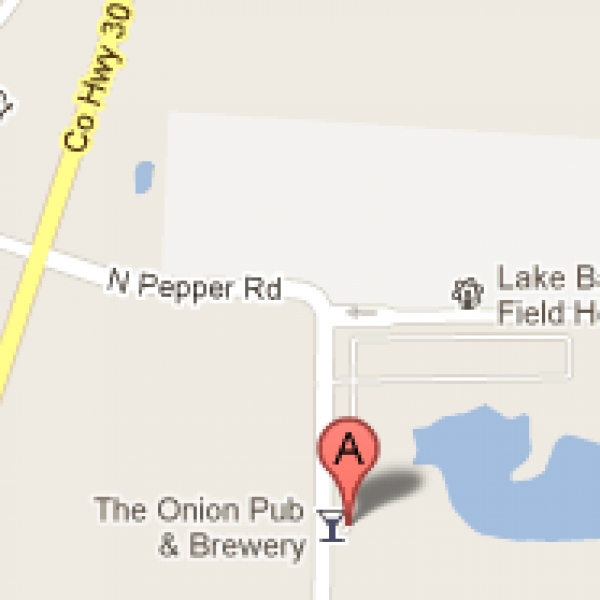 Co Hwy 30
N Pepper Rd
Lake Ba
Field H
A
The Onion Pub
& Brewery